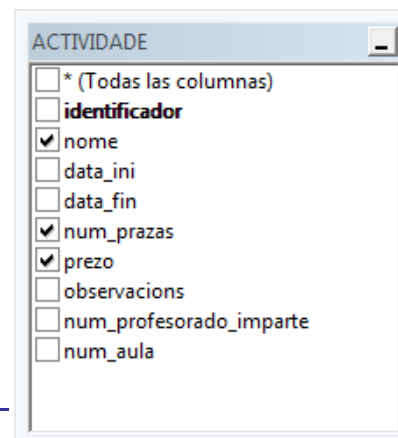 ACTIVIDADE
* (Todas las columnas)
identificador
nome
data_ini
data_fin
num_prazas
prezo
observacions
num_profesorado_imparte
num_aula